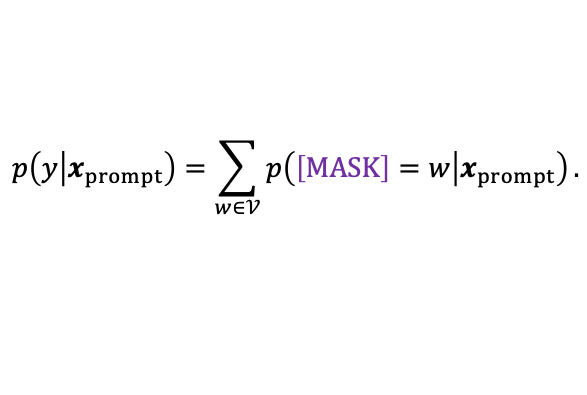 p(y|x_prompt) = ∑_{w∈𝒱} p([MASK] = w|x_prompt).